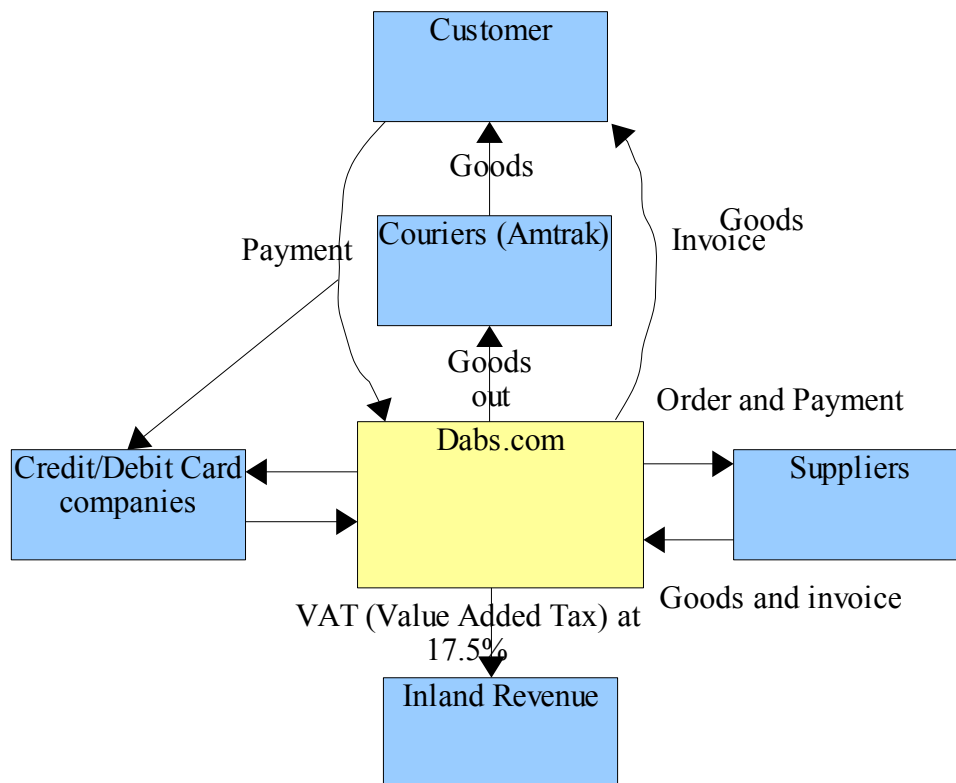 Customer
Goods
Goods
Payment
Couriers (Amtrak)
Invoice
Goods
out
Order and Payment
Dabs.com
Credit/Debit Card
companies
Suppliers
Goods and invoice
VAT (Value Added Tax) at
17.5%
Inland Revenue